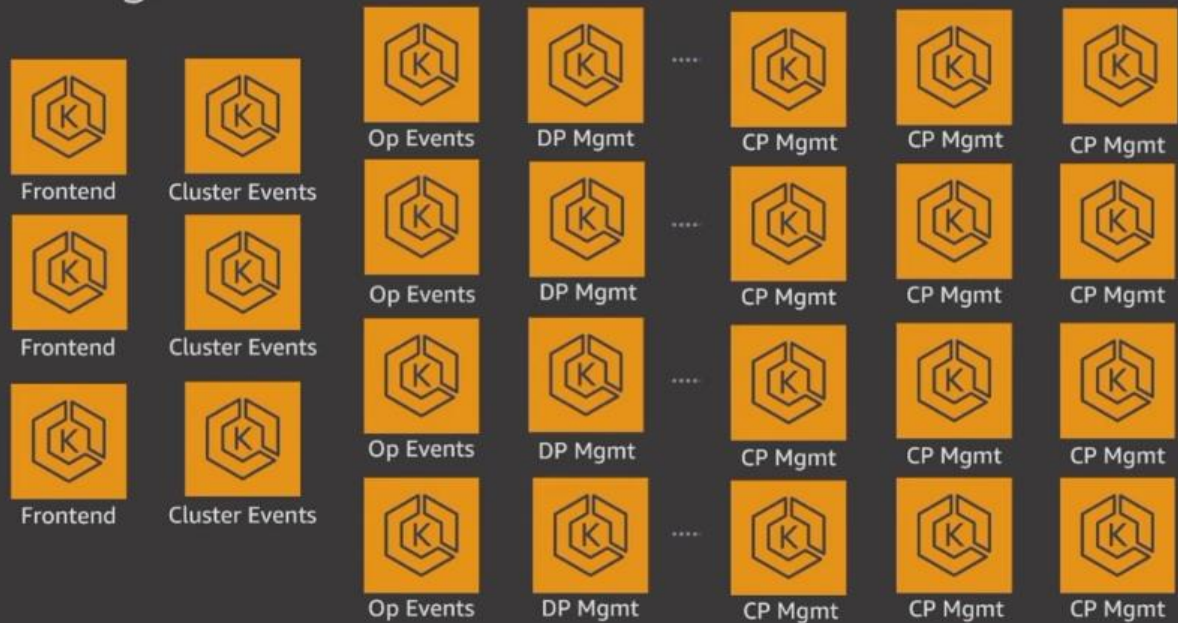 K K K K K
K K
Op Events DP Mgmt .... CP Mgmt CP Mgmt CP Mgmt
Frontend Cluster Events
K K K K K
K K
Op Events DP Mgmt .... CP Mgmt CP Mgmt CP Mgmt
Frontend Cluster Events
K K K K K
K K
Op Events DP Mgmt .... CP Mgmt CP Mgmt CP Mgmt
Frontend Cluster Events
K K K K K
Op Events DP Mgmt .... CP Mgmt CP Mgmt CP Mgmt